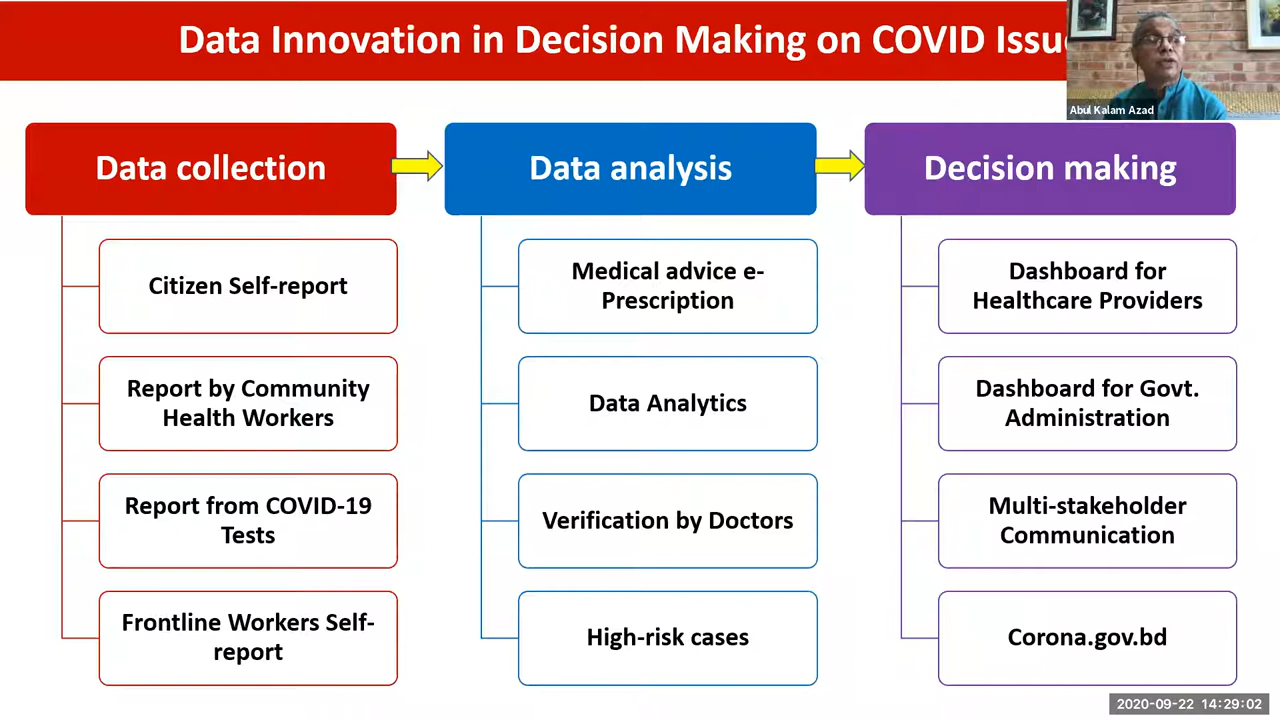 Data Innovation in Decision Making on COVID
Abul Kalam Azad
Data collection
Data analysis
Decision making
Citizen Self-report
Report by Community
Health Workers
Report from COVID-19
Tests
Frontline Workers Self-
report
Medical advice e-
Prescription
Data Analytics
Verification by Doctors
High-risk cases
Dashboard for
Healthcare Providers
Dashboard for Govt.
Administration
Multi-stakeholder
Communication
Corona.gov.bd
2020-09-22 14:29:02